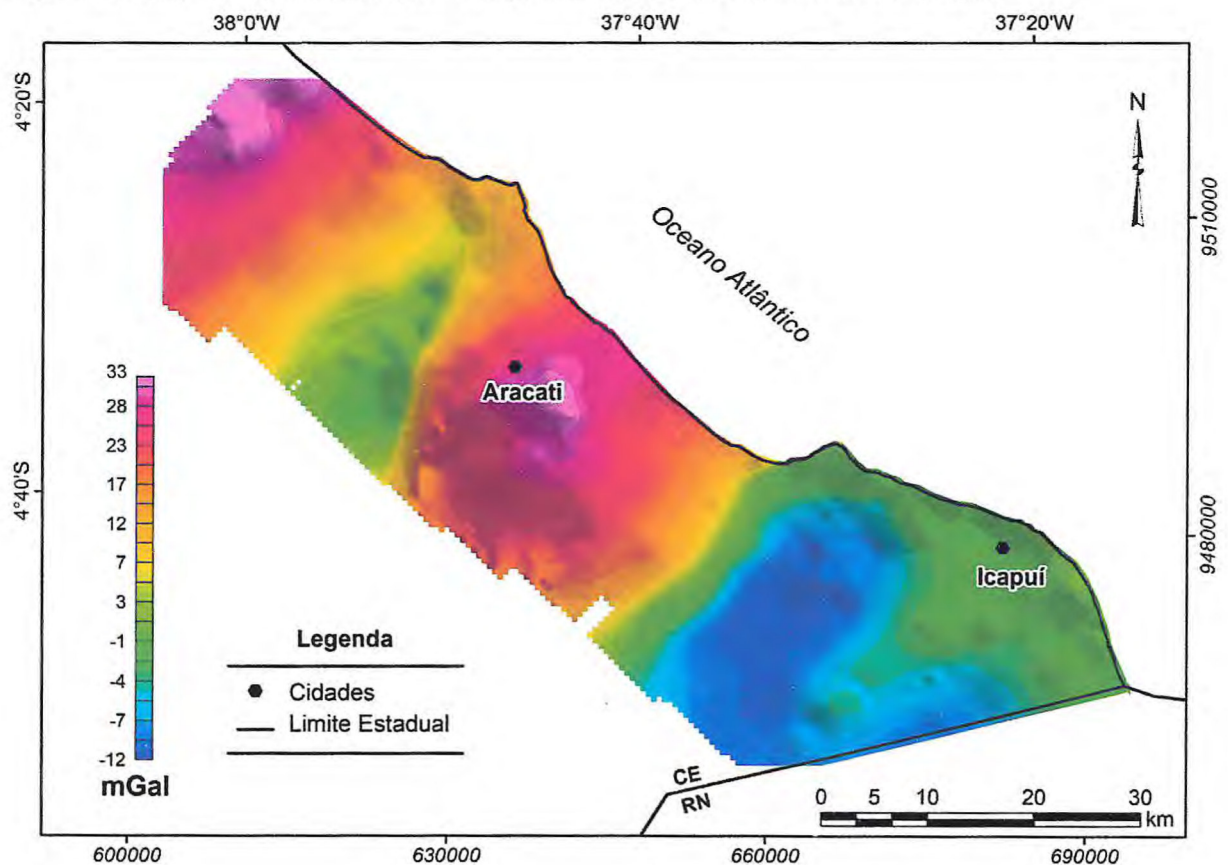 38°0'W
37°40'W
37°20'W
4°20'S
4°40'S
N
9510000
9480000
Oceano Atlântico
Aracati
Icapuí
33
28
23
17
12
7
3
-1
-4
-7
-12
mGal
Legenda
Cidades
Limite Estadual
CE
RN
0 5 10 20 30
km
600000
630000
660000
690000